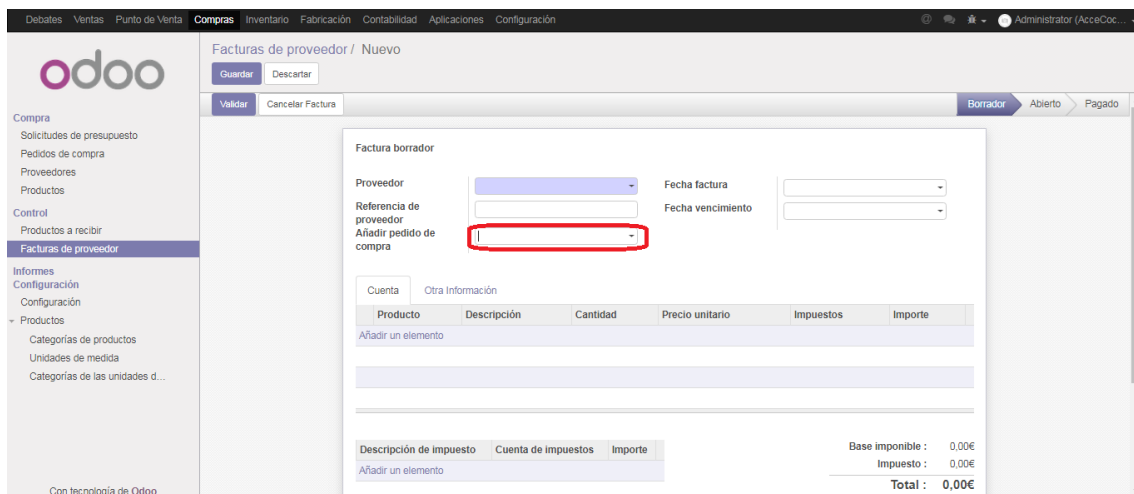 Debates Ventas Punto de Venta Compras Inventario Fabricación Contabilidad Aplicaciones Configuración @ Administrator (AcceCoc...
odoo
Facturas de proveedor / Nuevo
Guardar Descartar
Validar Cancelar Factura Borrador Abierto Pagado
Compra
Solicitudes de presupuesto
Pedidos de compra
Proveedores
Productos
Control
Productos a recibir
Facturas de proveedor
Informes
Configuración
Configuración
Productos
Categorías de productos
Unidades de medida
Categorías de las unidades d...
Con tecnología de Odoo
Factura borrador
Proveedor
Referencia de
proveedor
Añadir pedido de
compra
Fecha factura
Fecha vencimiento
Cuenta Otra Información
Producto Descripción Cantidad Precio unitario Impuestos Importe
Añadir un elemento
Descripción de impuesto Cuenta de impuestos Importe
Añadir un elemento
Base imponible : 0,00€
Impuesto : 0,00€
Total : 0,00€